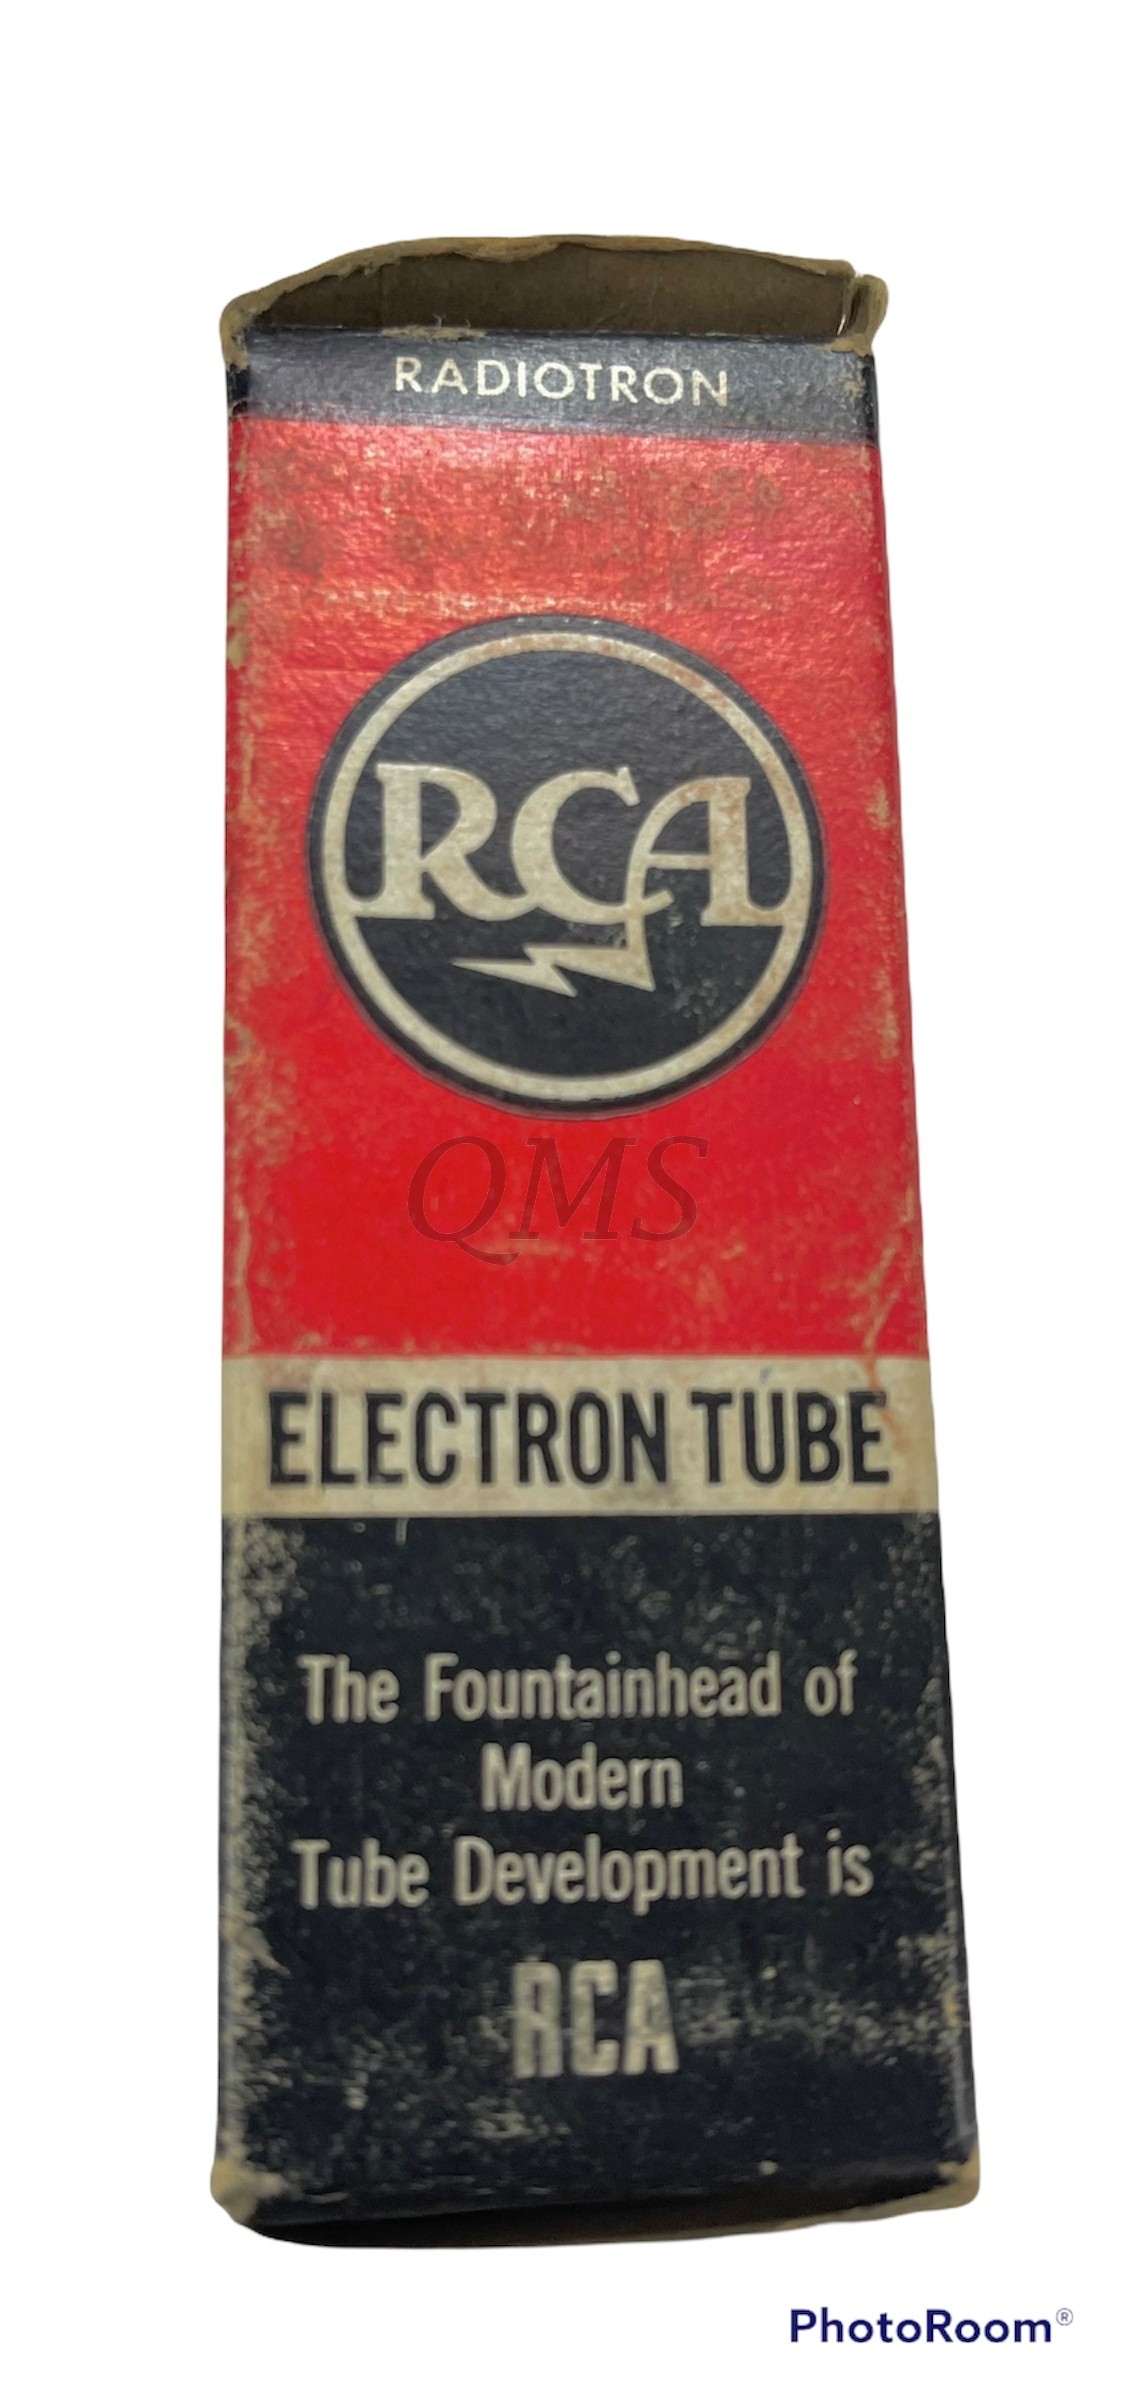 RADIOTRON
RCA
QMS
ELECTRON TUBE
The Fountainhead of
Modern
Tube Development is
RCA
PhotoRoom®